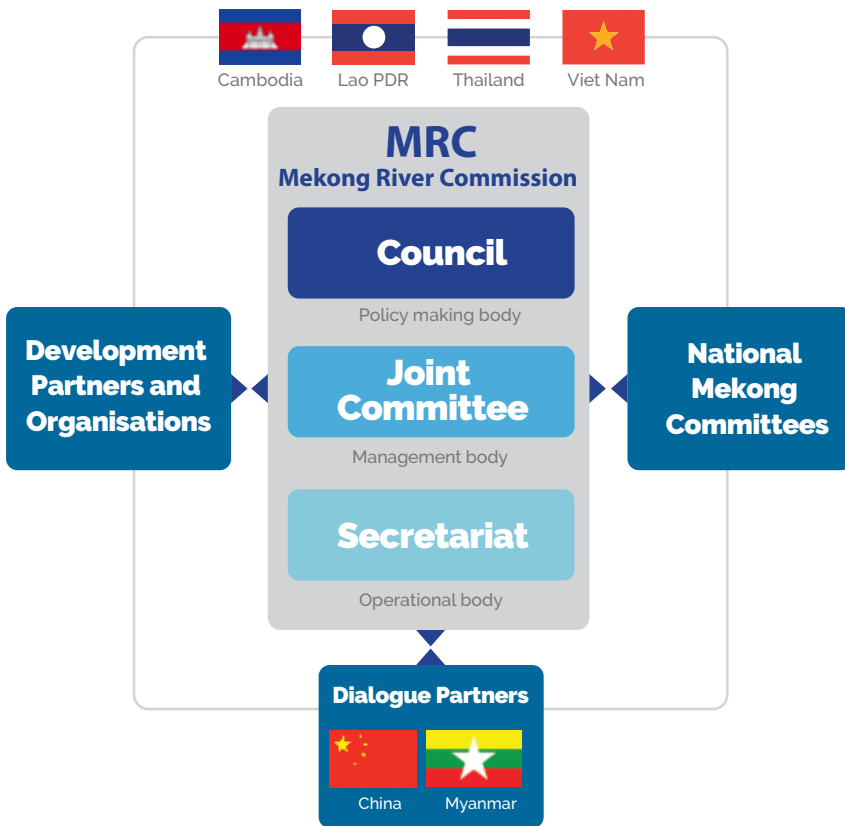 Cambodia
Lao PDR
Thailand
Viet Nam
MRC
Mekong River Commission
Council
Policy making body
Development
Partners and
Organisations
Joint
Committee
Management body
National
Mekong
Committees
Secretariat
Operational body
Dialogue Partners
China
Myanmar